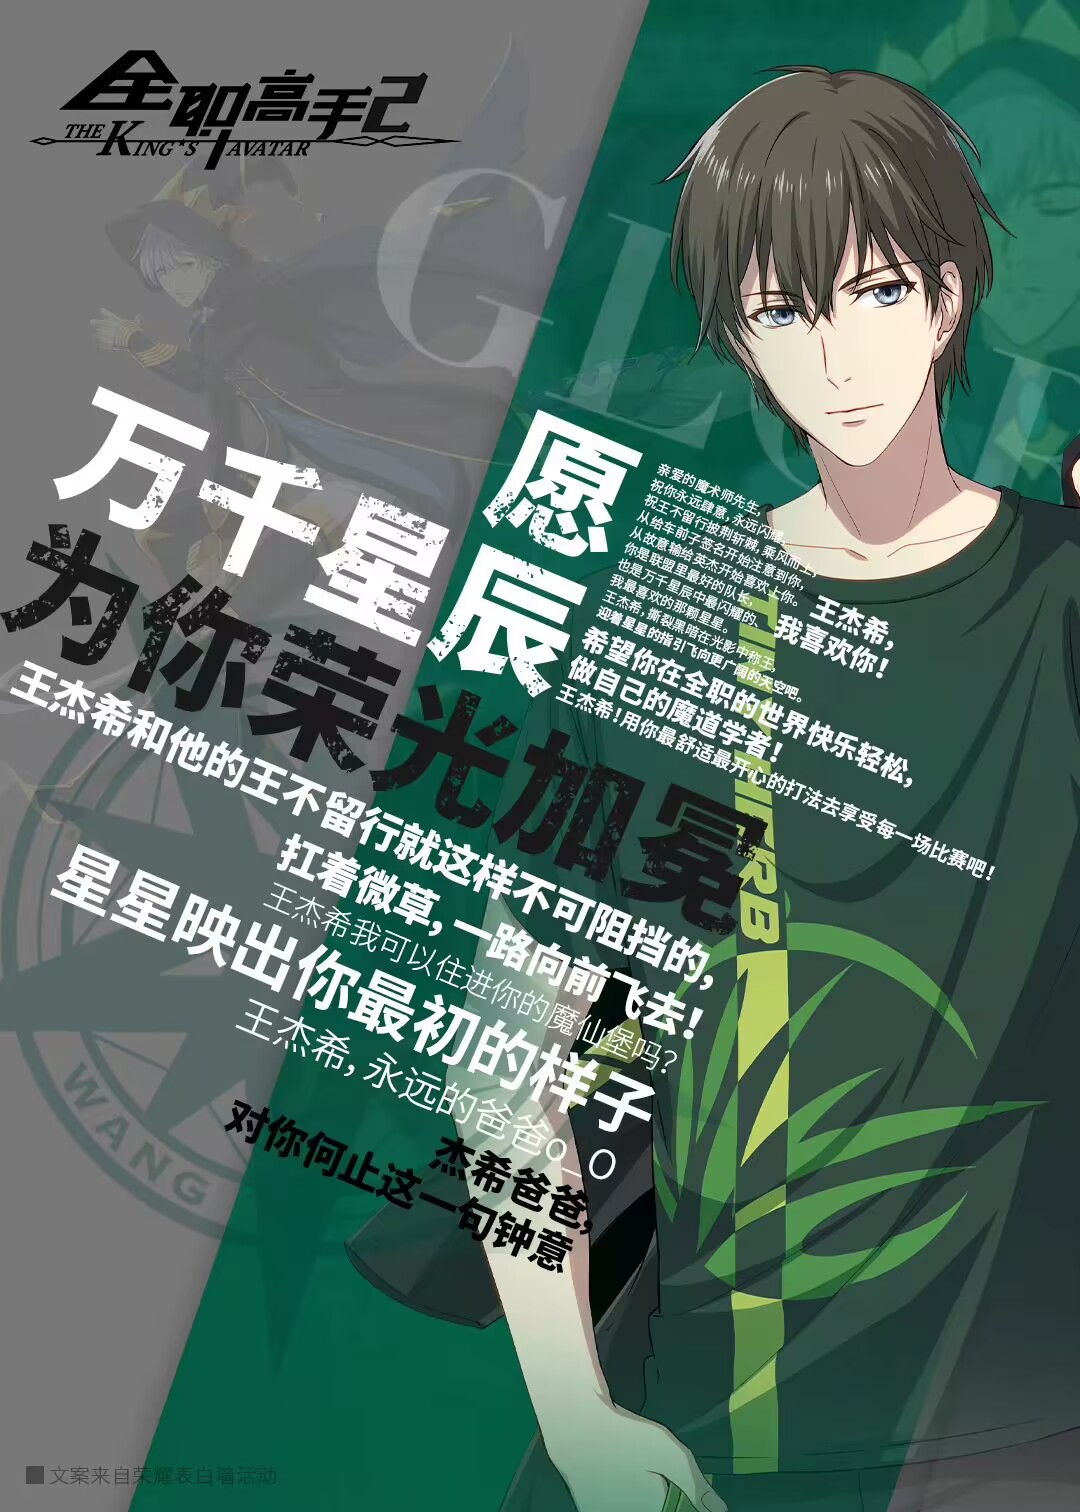 全职高手2
THE KING'S AVATAR
GLOR
愿
万千星辰
为你荣光加冕
亲爱的魔术师先生,
祝你永远肆意,永远闪耀。
祝王不留行披荆斩棘,乘风而上,
从给车前子签名开始注意到你,
从故意输给英杰开始喜欢上你。
你是联盟里最好的队长,
也是万千星辰中最闪耀的、
我最喜欢的那颗星星。
王杰希,撕裂黑暗在光影中称王,
迎着星星的指引飞向更广阔的天空吧。
王杰希,
我喜欢你!
希望你在全职的世界快乐轻松,
做自己的魔道学者!
王杰希!用你最舒适最开心的打法去享受每一场比赛吧!
王杰希和他的王不留行就这样不可阻挡的,
扛着微草,一路向前飞去!
王杰希我可以住进你的魔仙堡吗?
星星映出你最初的样子
王杰希,永远的爸爸O_O
杰希爸爸,
对你何止这一句钟意
WANG
文案来自荣耀表白墙活动